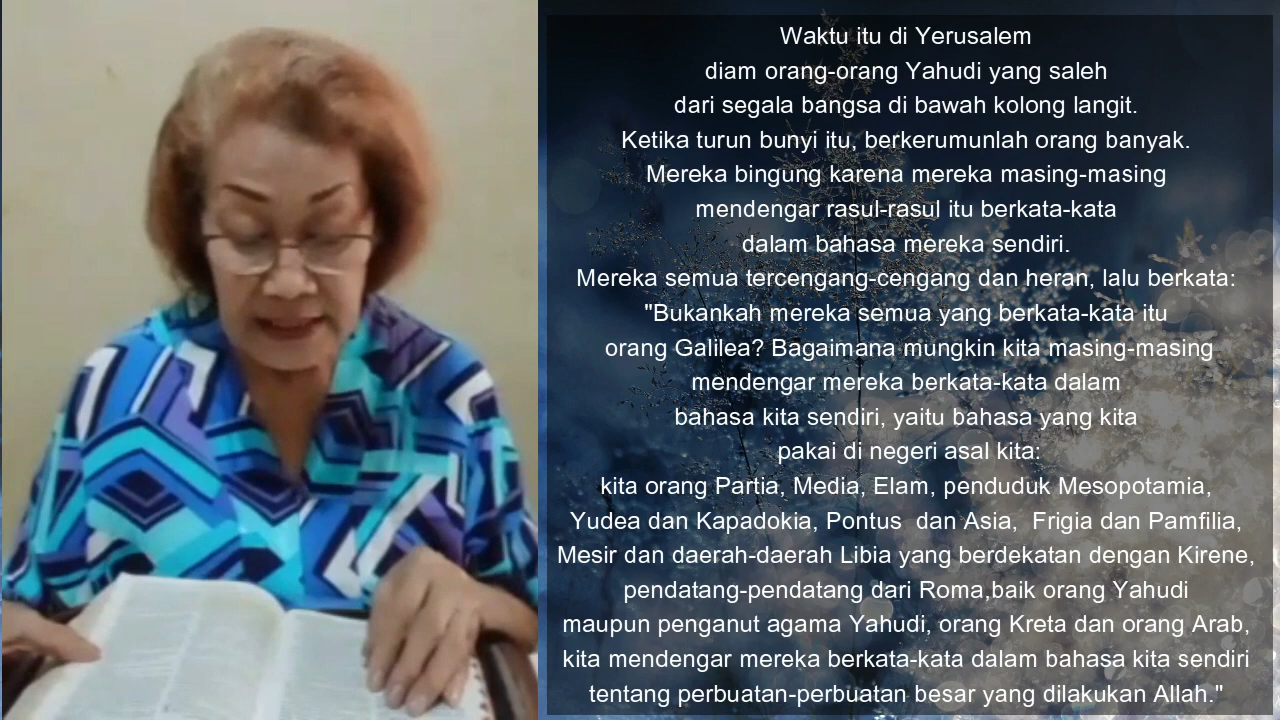 Waktu itu di Yerusalem
diam orang-orang Yahudi yang saleh
dari segala bangsa di bawah kolong langit.
Ketika turun bunyi itu, berkerumunlah orang banyak.
Mereka bingung karena mereka masing-masing
mendengar rasul-rasul itu berkata-kata
dalam bahasa mereka sendiri.
Mereka semua tercengang-cengang dan heran, lalu berkata:
"Bukankah mereka semua yang berkata-kata itu
orang Galilea? Bagaimana mungkin kita masing-masing
mendengar mereka berkata-kata dalam
bahasa kita sendiri, yaitu bahasa yang kita
pakai di negeri asal kita:
kita orang Partia, Media, Elam, penduduk Mesopotamia,
Yudea dan Kapadokia, Pontus  dan Asia,  Frigia dan Pamfilia,
Mesir dan daerah-daerah Libia yang berdekatan dengan Kirene,
pendatang-pendatang dari Roma,baik orang Yahudi
maupun penganut agama Yahudi, orang Kreta dan orang Arab,
kita mendengar mereka berkata-kata dalam bahasa kita sendiri
tentang perbuatan-perbuatan besar yang dilakukan Allah."